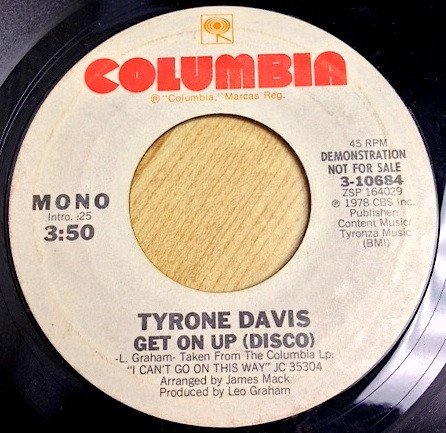 COLUMBIA
® "Columbia," Marcas Reg.
MONO
Intro. :25
3:50
45 RPM
DEMONSTRATION
NOT FOR SALE
3-10684
ZSP 164029
℗ 1978 CBS Inc.
Publisher:
Content Music/
Tyronza Music
(BMI)
TYRONE DAVIS
GET ON UP (DISCO)
-L. Graham- Taken From The Columbia Lp:
"I CAN'T GO ON THIS WAY" JC 35304
Arranged by James Mack
Produced by Leo Graham